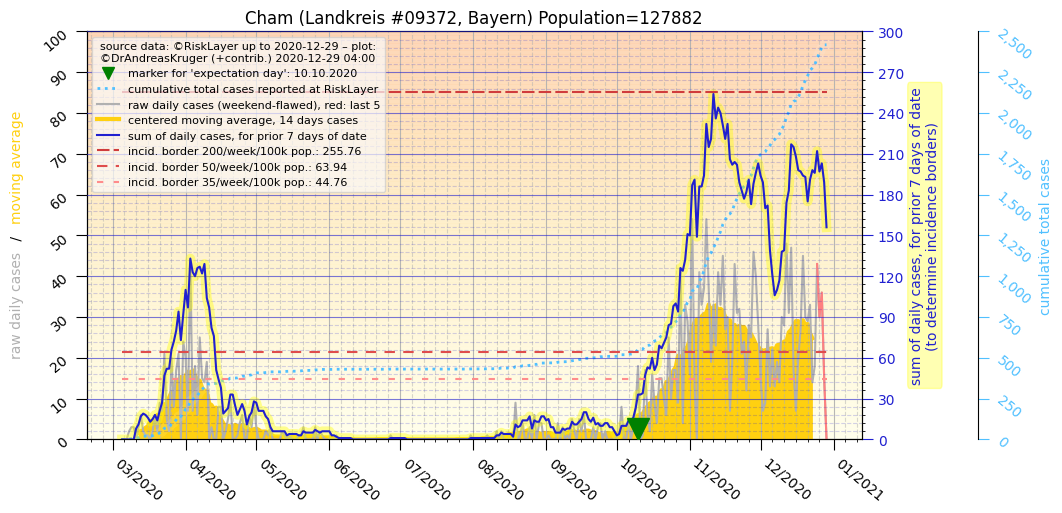 Cham (Landkreis #09372, Bayern) Population=127882
source data: ©RiskLayer up to 2020-12-29 – plot:
©DrAndreasKruger (+contrib.) 2020-12-29 04:00
marker for 'expectation day': 10.10.2020
cumulative total cases reported at RiskLayer
raw daily cases (weekend-flawed), red: last 5
centered moving average, 14 days cases
sum of daily cases, for prior 7 days of date
incid. border 200/week/100k pop.: 255.76
incid. border 50/week/100k pop.: 63.94
incid. border 35/week/100k pop.: 44.76
raw daily cases / moving average
100
90
80
70
60
50
40
30
20
10
0
03/2020
04/2020
05/2020
06/2020
07/2020
08/2020
09/2020
10/2020
11/2020
12/2020
01/2021
300
270
240
210
180
150
120
90
60
30
0
sum of daily cases, for prior 7 days of date
(to determine incidence borders)
2,500
2,250
2,000
1,750
1,500
1,250
1,000
750
500
250
0
cumulative total cases